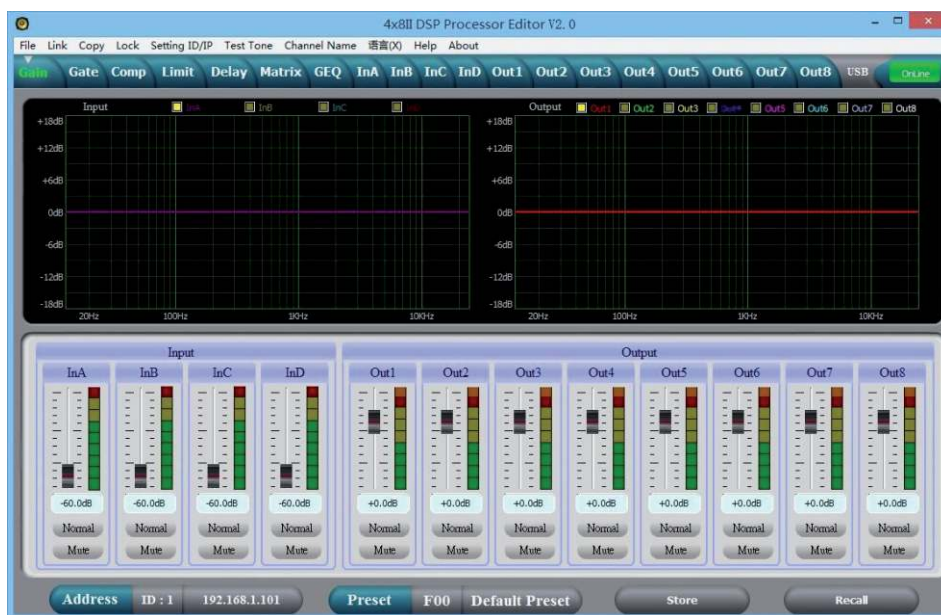 4x8II DSP Processor Editor V2. 0
File Link Copy Lock Setting ID/IP Test Tone Channel Name 语言(X) Help About
Gain Gate Comp Limit Delay Matrix GEQ InA InB InC InD Out1 Out2 Out3 Out4 Out5 Out6 Out7 Out8 USB OnLine
Input InA InB InC InD Output Out1 Out2 Out3 Out4 Out5 Out6 Out7 Out8
+18dB +18dB
+12dB +12dB
+6dB +6dB
0dB 0dB
-6dB -6dB
-12dB -12dB
-18dB -18dB
20Hz 100Hz 1KHz 10KHz 20Hz 100Hz 1KHz 10KHz
Input Output
InA InB InC InD Out1 Out2 Out3 Out4 Out5 Out6 Out7 Out8
-60.0dB -60.0dB -60.0dB -60.0dB +0.0dB +0.0dB +0.0dB +0.0dB +0.0dB +0.0dB +0.0dB +0.0dB
Normal Normal Normal Normal Normal Normal Normal Normal Normal Normal Normal Normal
Mute Mute Mute Mute Mute Mute Mute Mute Mute Mute Mute Mute
Address ID : 1 192.168.1.101 Preset F00 Default Preset Store Recall